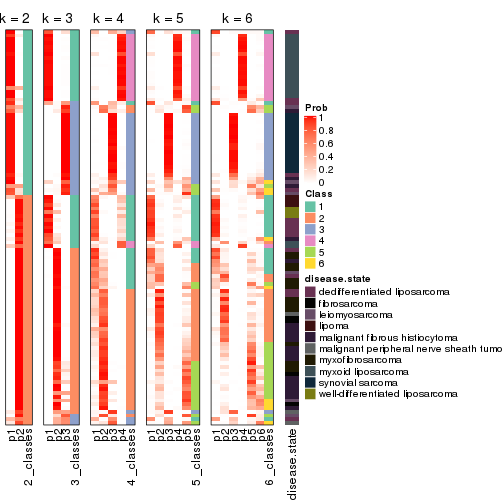 k = 2 k = 3 k = 4 k = 5 k = 6
Prob
1
0.8
0.6
0.4
0.2
0
Class
1
2
3
4
5
6
disease.state
dedifferentiated liposarcoma
fibrosarcoma
leiomyosarcoma
lipoma
malignant fibrous histiocytoma
malignant peripheral nerve sheath tumo
myxofibrosarcoma
myxoid liposarcoma
synovial sarcoma
well-differentiated liposarcoma
p1 p2 2_classes p1 p2 p3 3_classes p1 p2 p3 p4 4_classes p1 p2 p3 p4 p5 5_classes p1 p2 p3 p4 p5 p6 6_classes disease.state